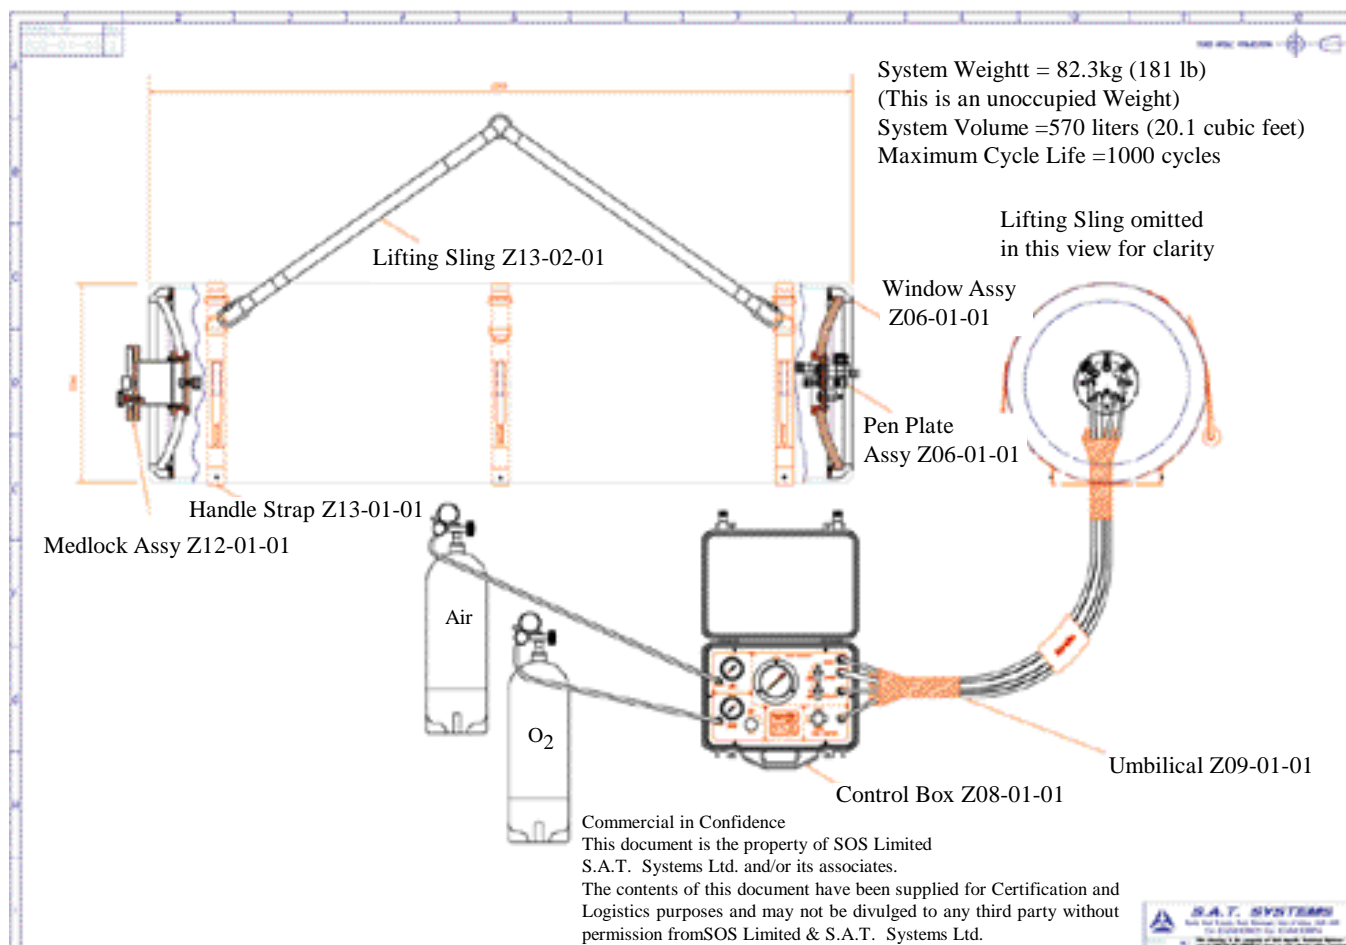 System Weightt = 82.3kg (181 lb)
(This is an unoccupied Weight)
System Volume =570 liters (20.1 cubic feet)
Maximum Cycle Life =1000 cycles
Lifting Sling omitted
in this view for clarity
Lifting Sling Z13-02-01
Window Assy
Z06-01-01
Pen Plate
Assy Z06-01-01
Handle Strap Z13-01-01
Medlock Assy Z12-01-01
Air
O2
Umbilical Z09-01-01
Control Box Z08-01-01
Commercial in Confidence
This document is the property of SOS Limited
S.A.T. Systems Ltd. and/or its associates.
The contents of this document have been supplied for Certification and
Logistics purposes and may not be divulged to any third party without
permission fromSOS Limited & S.A.T. Systems Ltd.
S.A.T. SYSTEMS